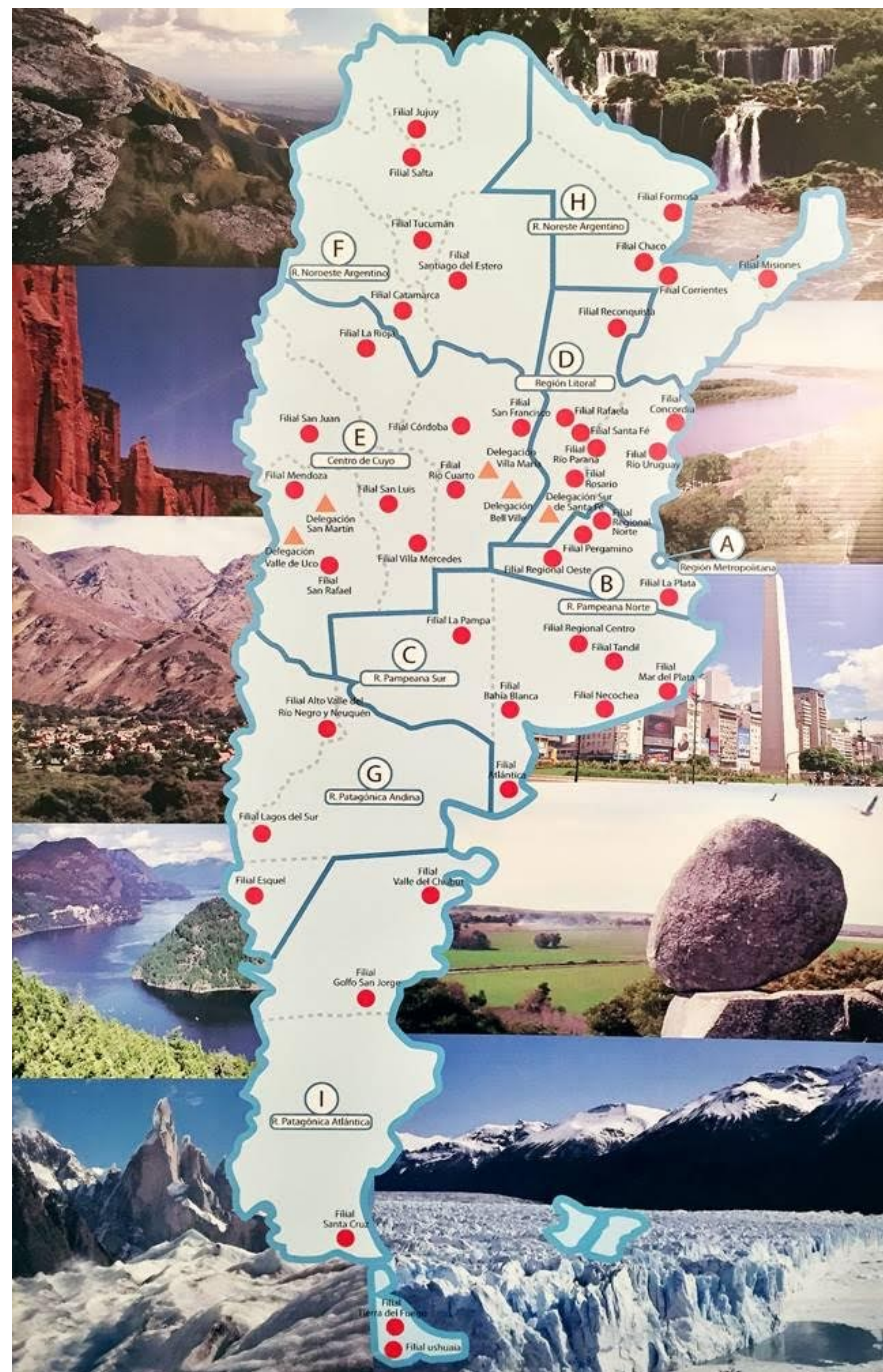 Filial Jujuy
Filial Salta
Filial Formosa
H
R. Noreste Argentino
Filial Tucumán
F
R. Noroeste Argentino
Filial
Santiago del Estero
Filial Chaco
Filial Misiones
Filial Corrientes
Filial Catamarca
Filial Reconquista
Filial La Rioja
D
Región Litoral
Filial San Juan
E
Centro de Cuyo
Filial Córdoba
Filial
San Francisco
Filial Rafaela
Filial Santa Fé
Filial
Río Paraná
Filial
Rosario
Filial
Concordia
Filial
Río Uruguay
Filial Mendoza
Delegación
San Martín
Delegación
Valle de Uco
Filial San Luis
Filial
Río Cuarto
Delegación
Villa María
Delegación
Bell Ville
Delegación Sur
de Santa Fé
Filial
Regional
Norte
Filial Pergamino
A
Región Metropolitana
Filial
San Rafael
Filial Villa Mercedes
Filial Regional Oeste
B
R. Pampeana Norte
Filial La Plata
Filial La Pampa
C
R. Pampeana Sur
Filial Regional Centro
Filial Tandil
Filial
Mar del Plata
Filial Necochea
Filial
Bahía Blanca
Filial Alto Valle del
Río Negro y Neuquén
Filial
Atlántica
G
R. Patagónica Andina
Filial Lagos del Sur
Filial Esquel
Filial
Valle del Chubut
Filial
Golfo San Jorge
I
R. Patagónica Atlántica
Filial
Santa Cruz
Filial
Tierra del Fuego
Filial ushuaia